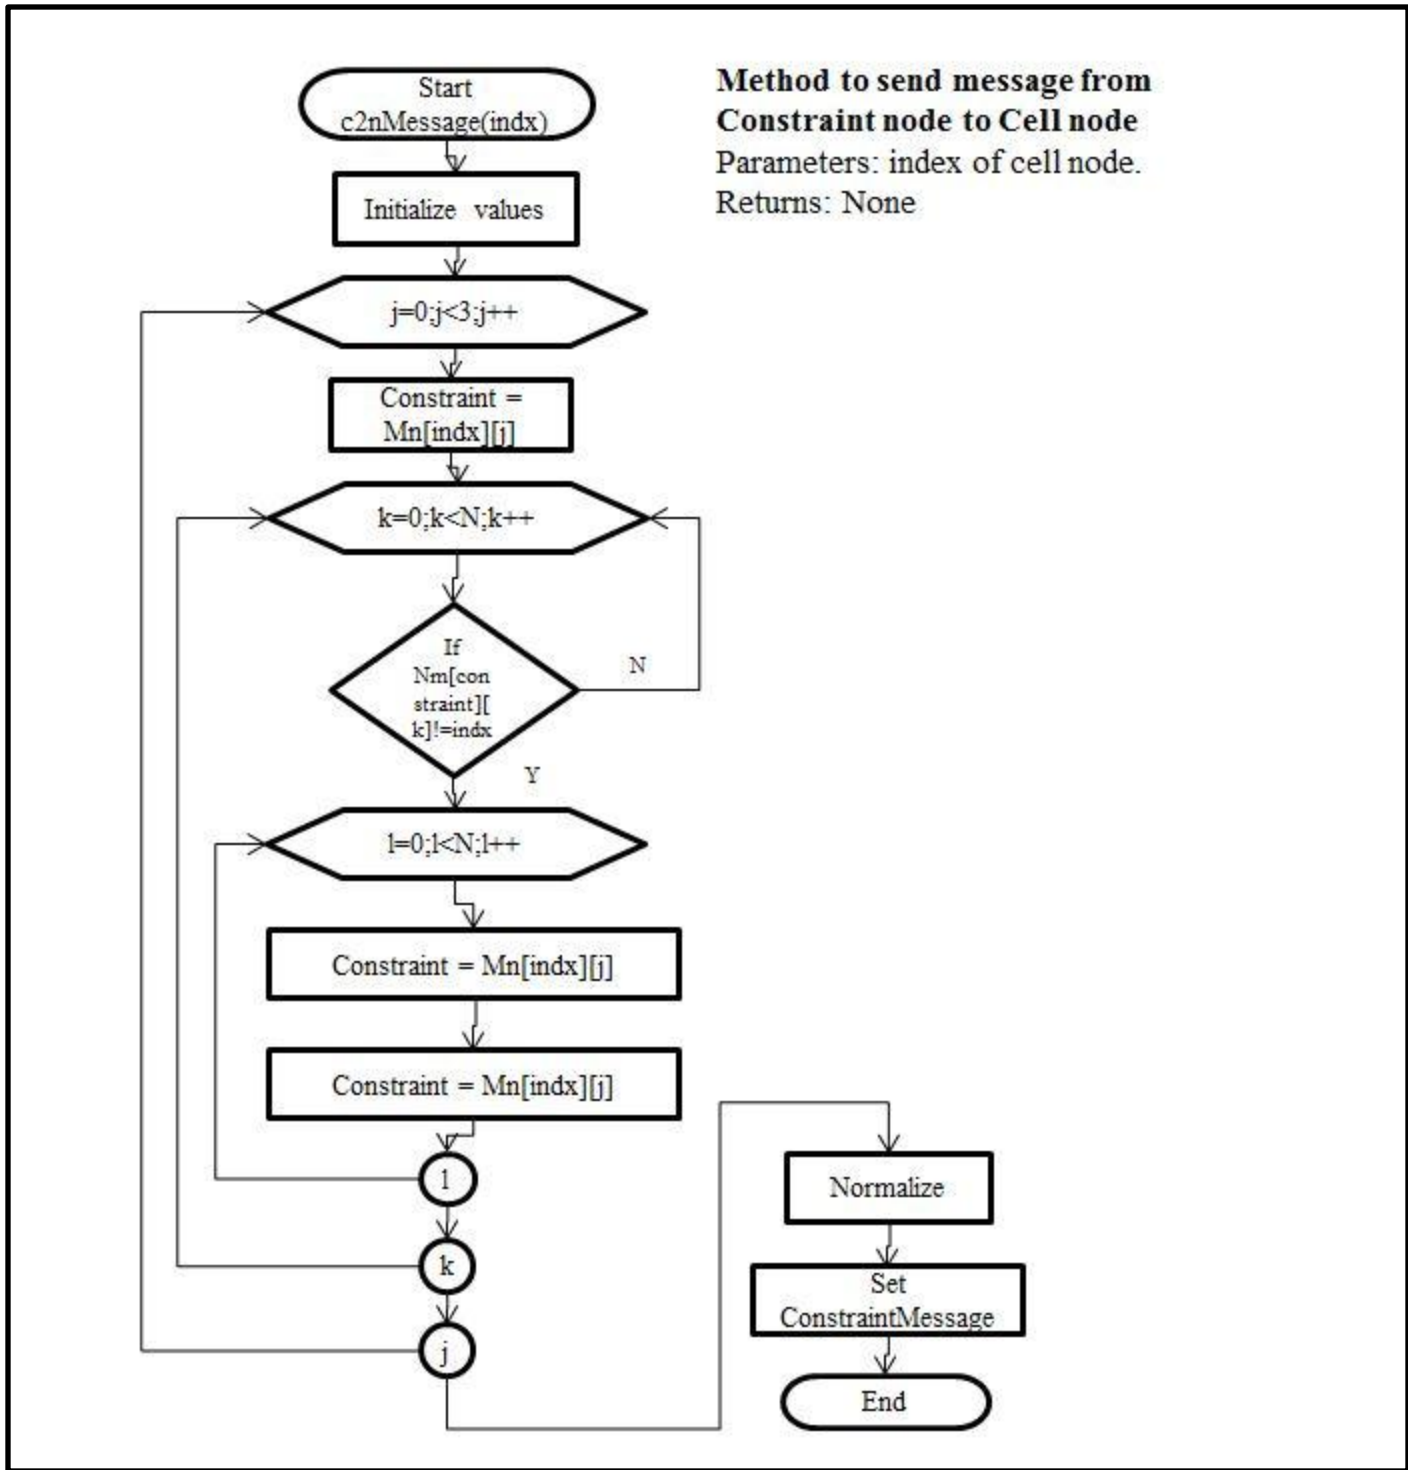 Start
c2nMessage(indx)
Method to send message from
Constraint node to Cell node
Parameters: index of cell node.
Returns: None
Initialize values
j=0;j<3;j++
Constraint =
Mn[indx][j]
k=0;k<N;k++
If
Nm[con
straint][
k]!=indx
N
Y
l=0;l<N;l++
Constraint = Mn[indx][j]
Constraint = Mn[indx][j]
l
k
j
Normalize
Set
ConstraintMessage
End